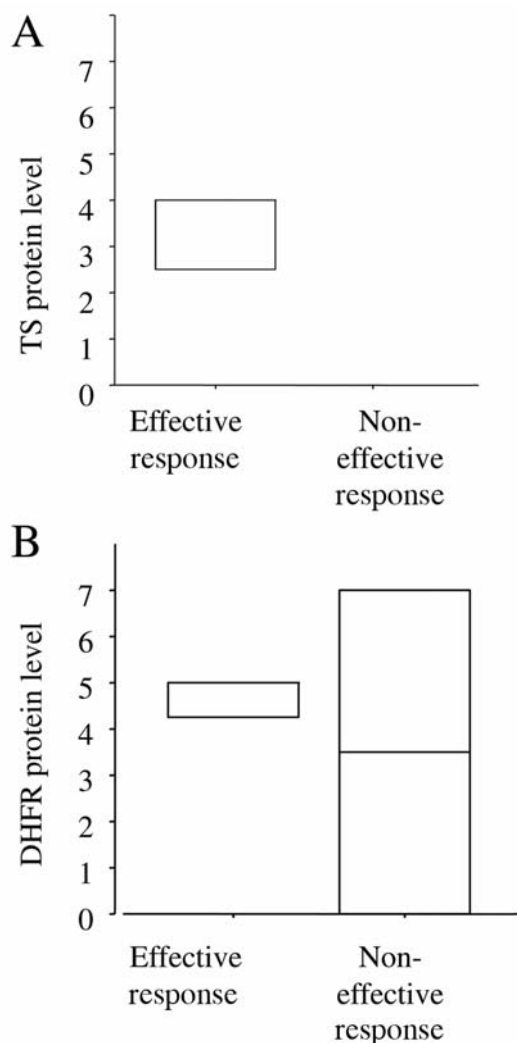 A
TS protein level
7
6
5
4
3
2
1
0
Effective
response
Non-
effective
response
B
DHFR protein level
7
6
5
4
3
2
1
0
Effective
response
Non-
effective
response